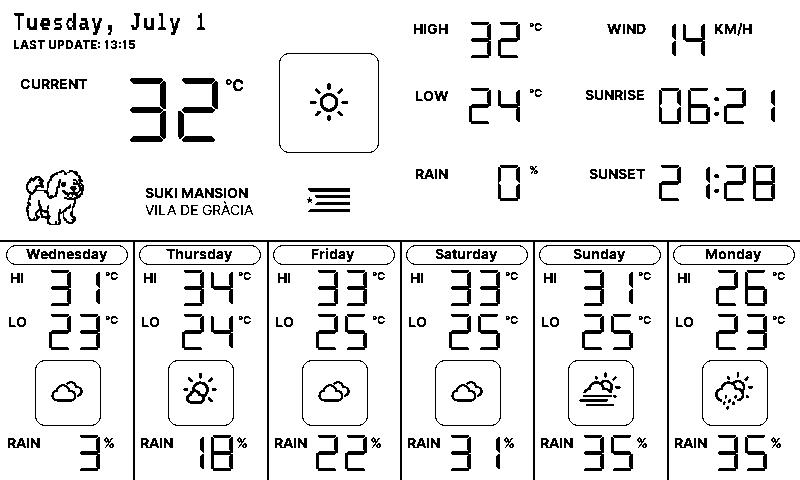 Tuesday, July 1
LAST UPDATE: 13:15
CURRENT 32 °C
SUKI MANSION
VILA DE GRÀCIA
HIGH 32 °C
LOW 24 °C
RAIN 0 %
WIND 14 KM/H
SUNRISE 06:21
SUNSET 21:28
Wednesday
HI 31 °C
LO 23 °C
RAIN 3 %
Thursday
HI 34 °C
LO 24 °C
RAIN 18 %
Friday
HI 33 °C
LO 25 °C
RAIN 22 %
Saturday
HI 33 °C
LO 25 °C
RAIN 31 %
Sunday
HI 31 °C
LO 25 °C
RAIN 35 %
Monday
HI 26 °C
LO 23 °C
RAIN 35 %